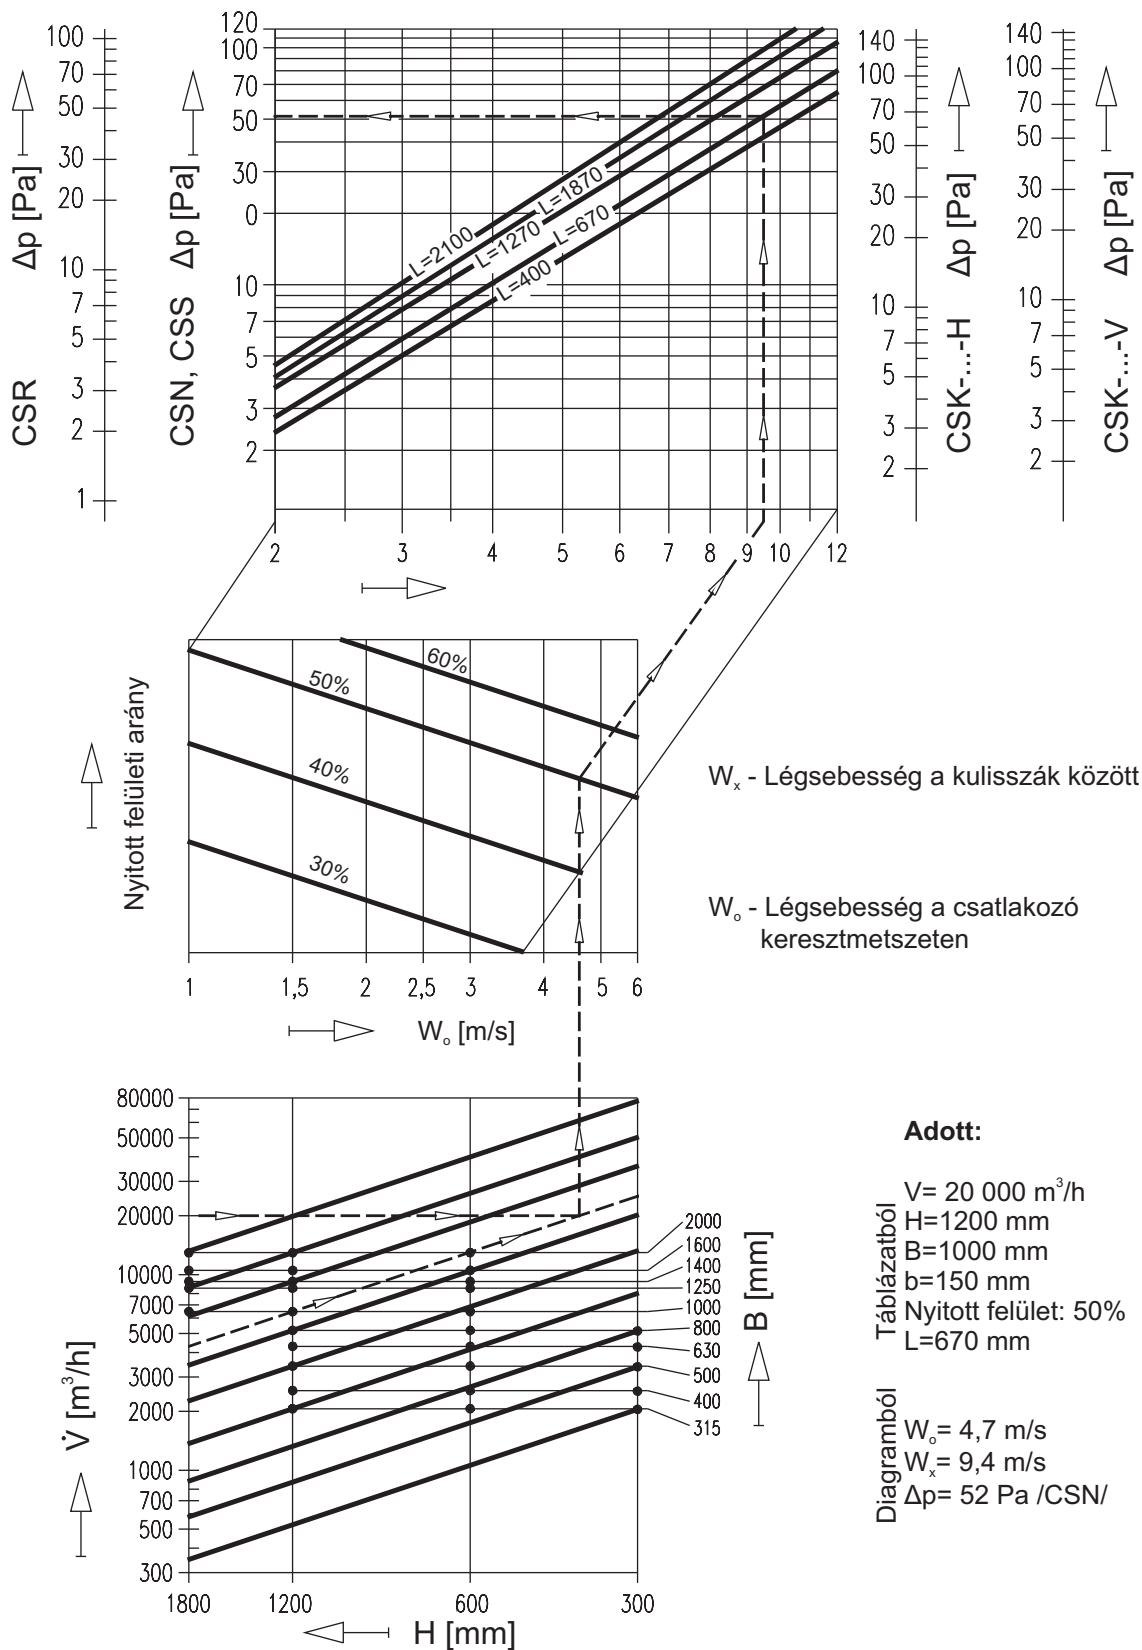 CSR Δp [Pa]
100
70
50
30
20
10
7
5
3
2
1
CSN, CSS Δp [Pa]
120
100
70
50
30
0
10
7
5
3
2
L=2100
L=1870
L=1270
L=670
L=400
2 3 4 5 6 7 8 9 10 12
CSK-...-H Δp [Pa]
140
100
70
50
30
20
10
7
5
3
2
CSK-...-V Δp [Pa]
140
100
70
50
30
20
10
7
5
3
2
Nyitott felületi arány
60%
50%
40%
30%
1 1,5 2 2,5 3 4 5 6
Wₒ [m/s]
Wₓ - Légsebesség a kulisszák között
Wₒ - Légsebesség a csatlakozó
keresztmetszeten
V̇ [m³/h]
80000
50000
30000
20000
10000
7000
5000
3000
2000
1000
700
500
300
1800 1200 600 300
H [mm]
2000
1600
1400
1250
1000
800
630
500
400
315
B [mm]
Adott:
Táblázatból
V= 20 000 m³/h
H=1200 mm
B=1000 mm
b=150 mm
Nyitott felület: 50%
L=670 mm
Diagramból
Wₒ= 4,7 m/s
Wₓ= 9,4 m/s
Δp= 52 Pa /CSN/